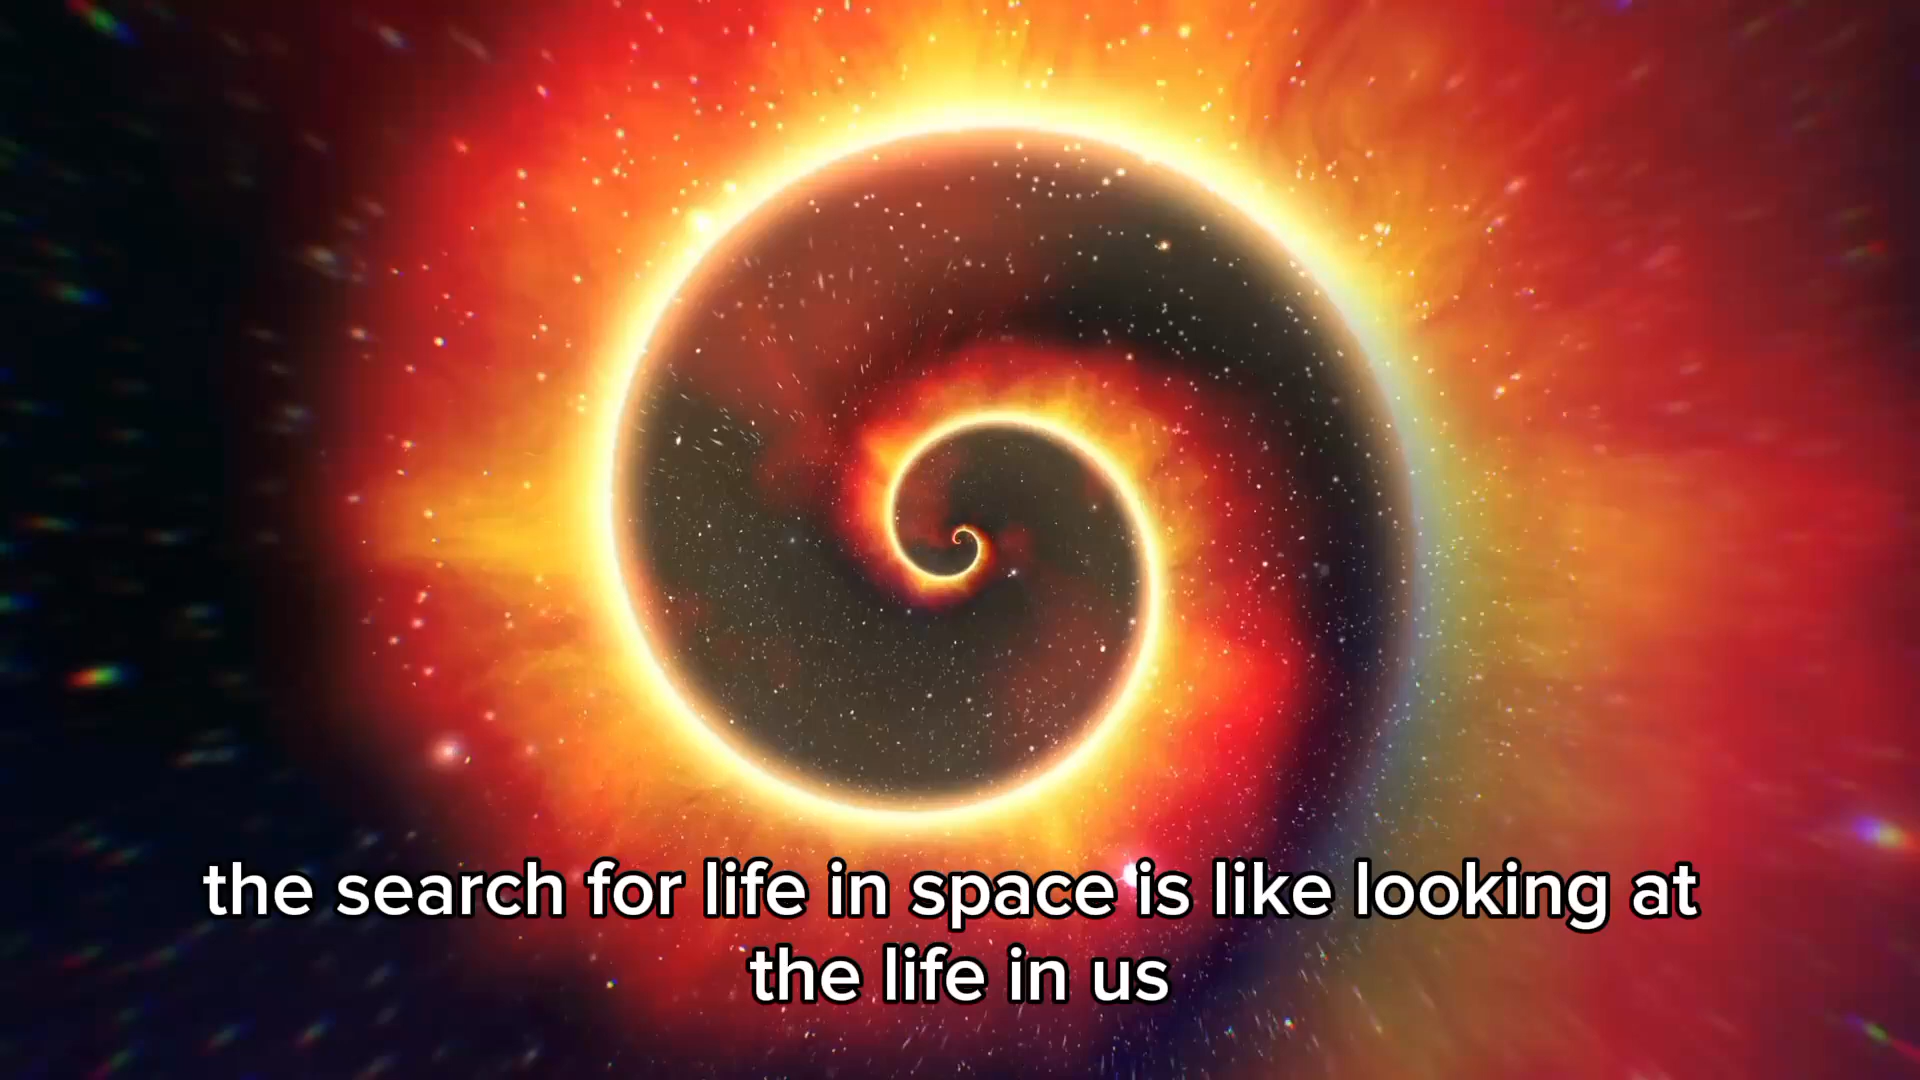 the search for life in space is like looking at
the life in us